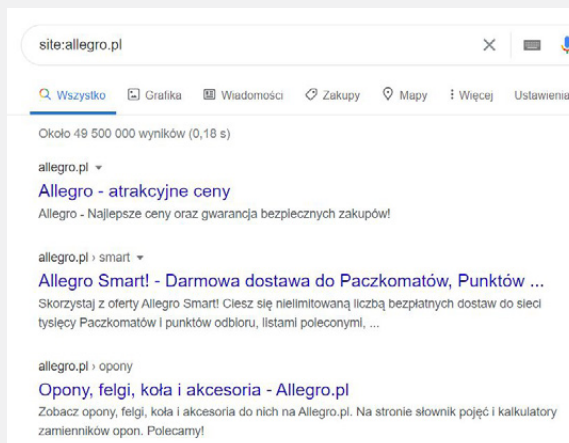 site:allegro.pl
Wszystko Grafika Wiadomości Zakupy Mapy Więcej Ustawienia
Około 49 500 000 wyników (0,18 s)
allegro.pl
Allegro - atrakcyjne ceny
Allegro - Najlepsze ceny oraz gwarancja bezpiecznych zakupów!
allegro.pl › smart
Allegro Smart! - Darmowa dostawa do Paczkomatów, Punktów ...
Skorzystaj z oferty Allegro Smart! Ciesz się nielimitowaną liczbą bezpłatnych dostaw do sieci
tysięcy Paczkomatów i punktów odbioru, listami poleconymi, ...
allegro.pl › opony
Opony, felgi, koła i akcesoria - Allegro.pl
Zobacz opony, felgi, koła i akcesoria do nich na Allegro.pl. Na stronie słownik pojęć i kalkulatory
zamienników opon. Polecamy!